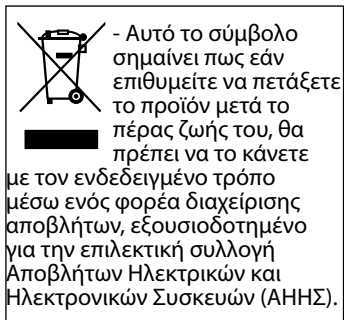 - Αυτό το σύμβολο
σημαίνει πως εάν
επιθυμείτε να πετάξετε
το προϊόν μετά το
πέρας ζωής του, θα
πρέπει να το κάνετε
με τον ενδεδειγμένο τρόπο
μέσω ενός φορέα διαχείρισης
αποβλήτων, εξουσιοδοτημένο
για την επιλεκτική συλλογή
Αποβλήτων Ηλεκτρικών και
Ηλεκτρονικών Συσκευών (ΑΗΗΣ).